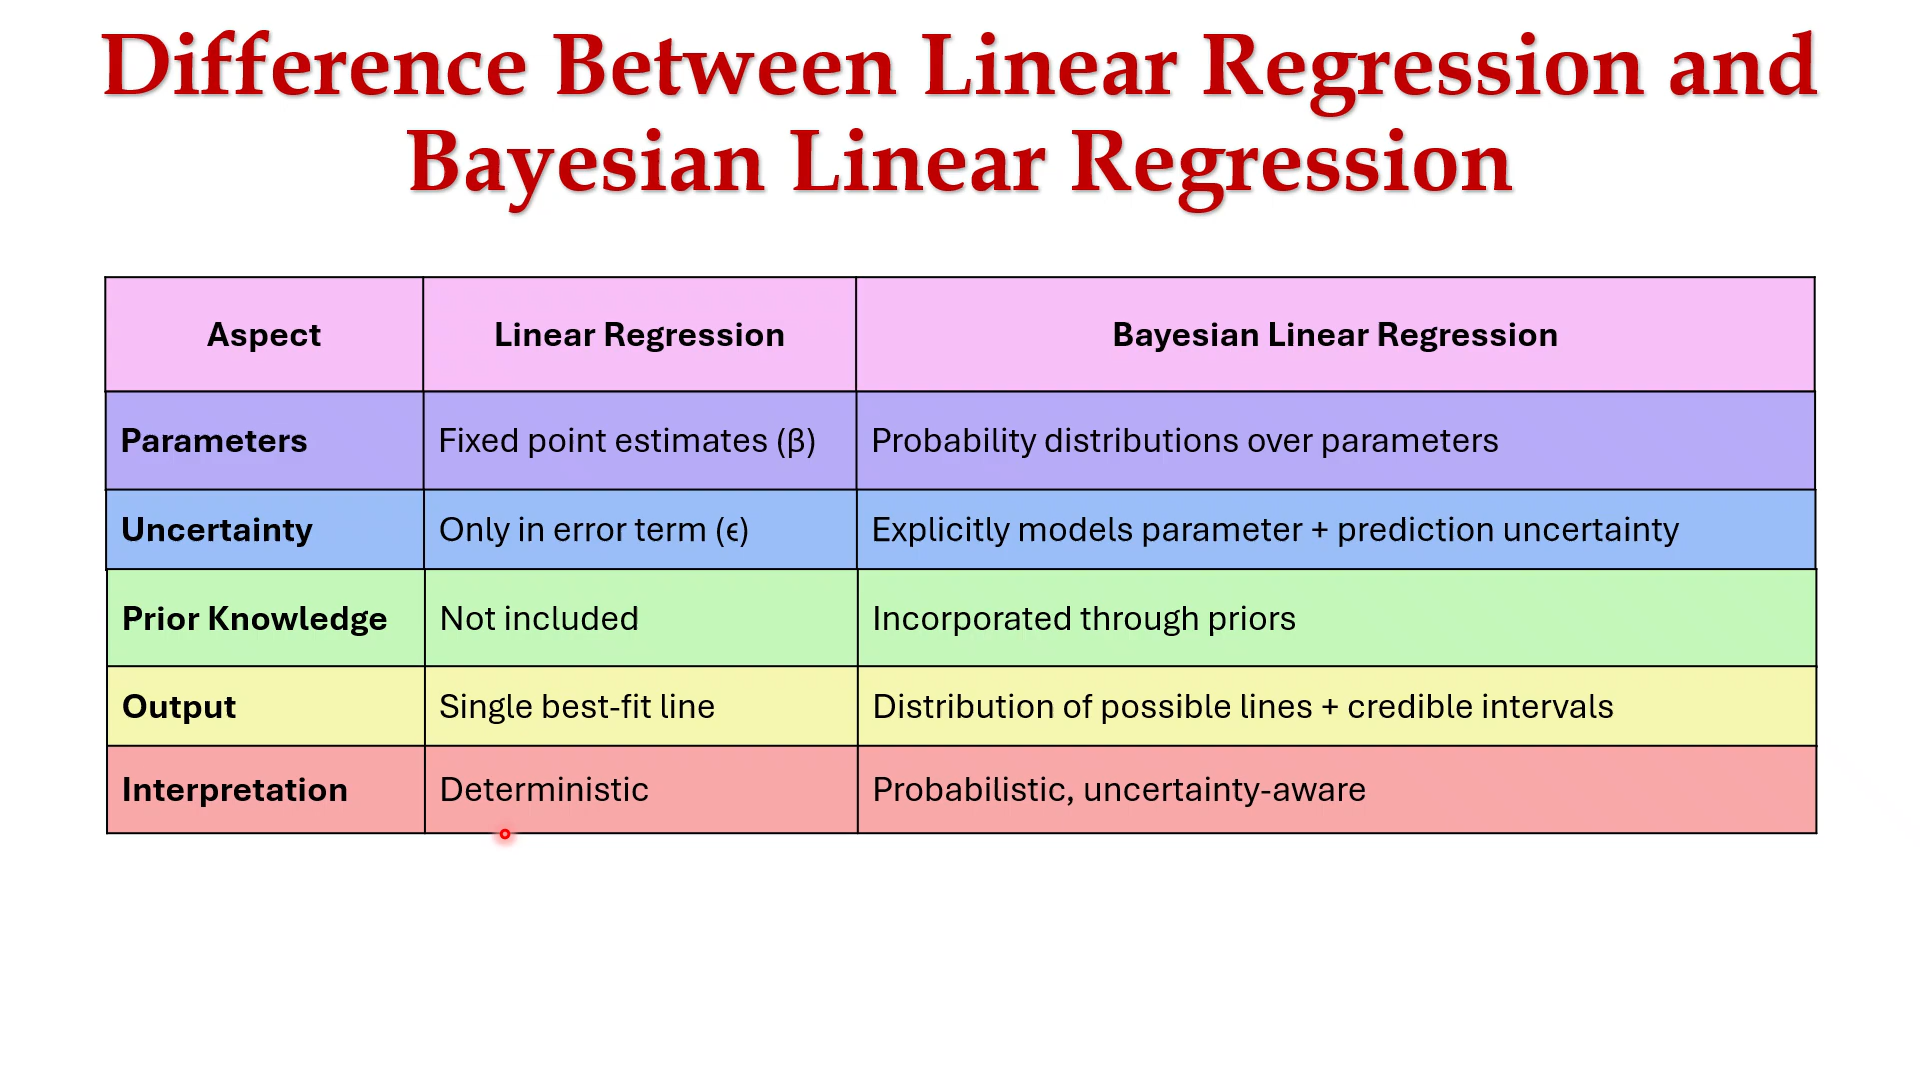 Difference Between Linear Regression and
Bayesian Linear Regression
Aspect Linear Regression Bayesian Linear Regression
Parameters Fixed point estimates (β) Probability distributions over parameters
Uncertainty Only in error term (ϵ) Explicitly models parameter + prediction uncertainty
Prior Knowledge Not included Incorporated through priors
Output Single best-fit line Distribution of possible lines + credible intervals
Interpretation Deterministic Probabilistic, uncertainty-aware